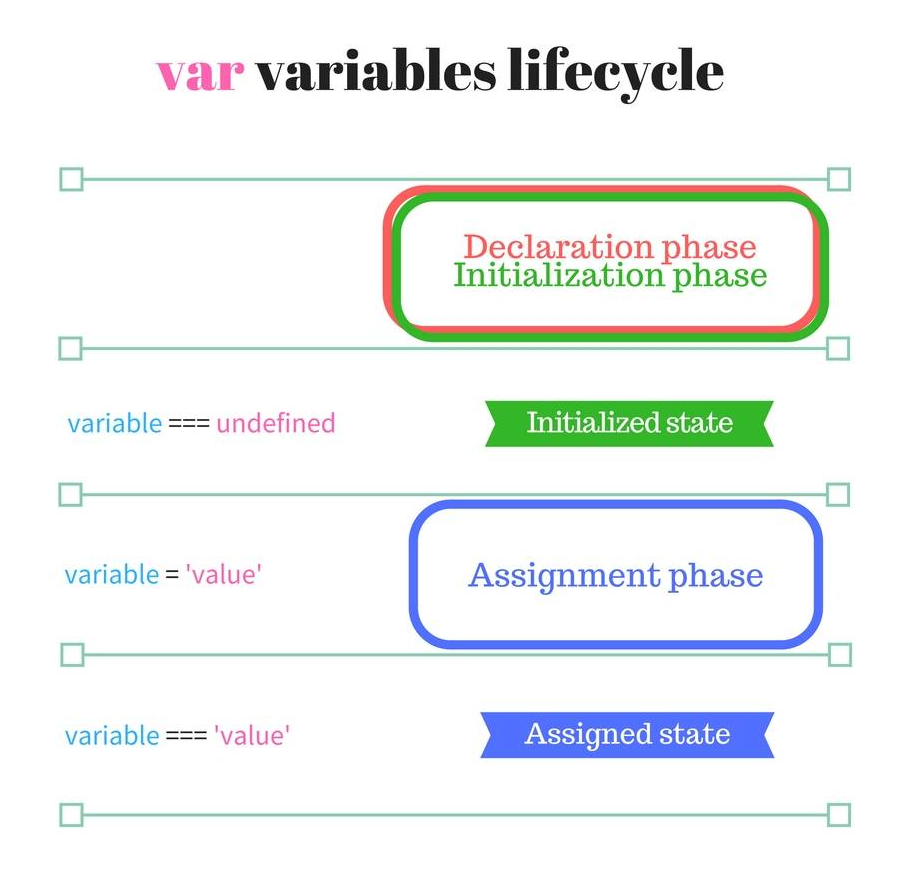 var variables lifecycle
Declaration phase
Initialization phase
variable === undefined
Initialized state
variable = 'value'
Assignment phase
variable === 'value'
Assigned state